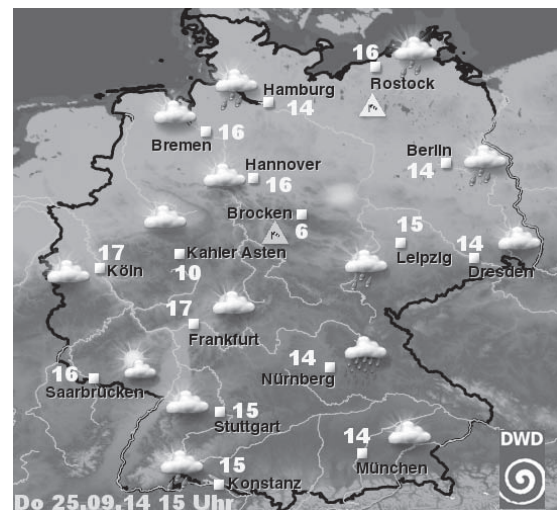 16
Rostock
Hamburg
14
16
Bremen
Berlin
14
Hannover
16
Brocken
6
15
Leipzig
14
Dresden
17
Köln
Kahler Asten
10
17
Frankfurt
14
Nürnberg
16
Saarbrücken
15
Stuttgart
14
München
15
Konstanz
DWD
Do 25.09.14 15 Uhr